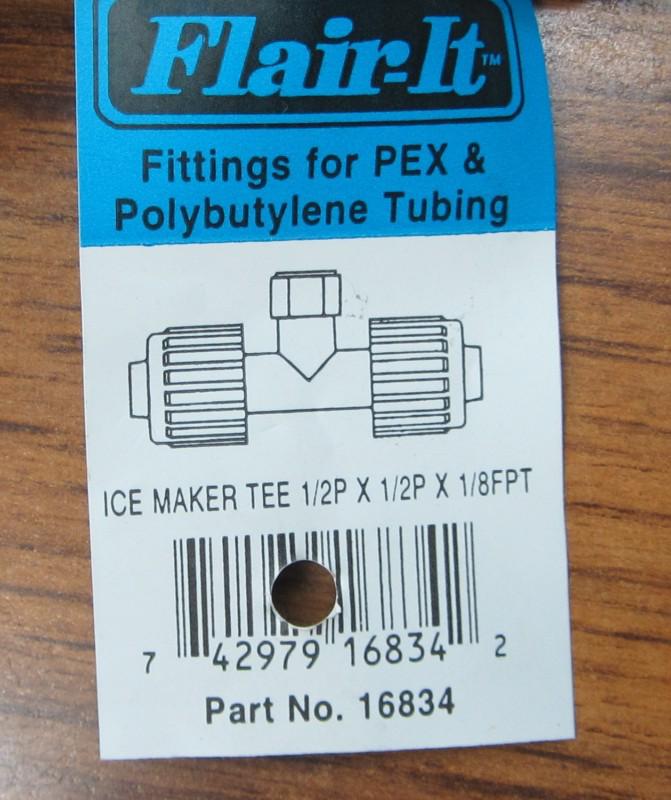 Flair-It™
Fittings for PEX &
Polybutylene Tubing
ICE MAKER TEE 1/2P X 1/2P X 1/8FPT
7 42979 16834 2
Part No. 16834